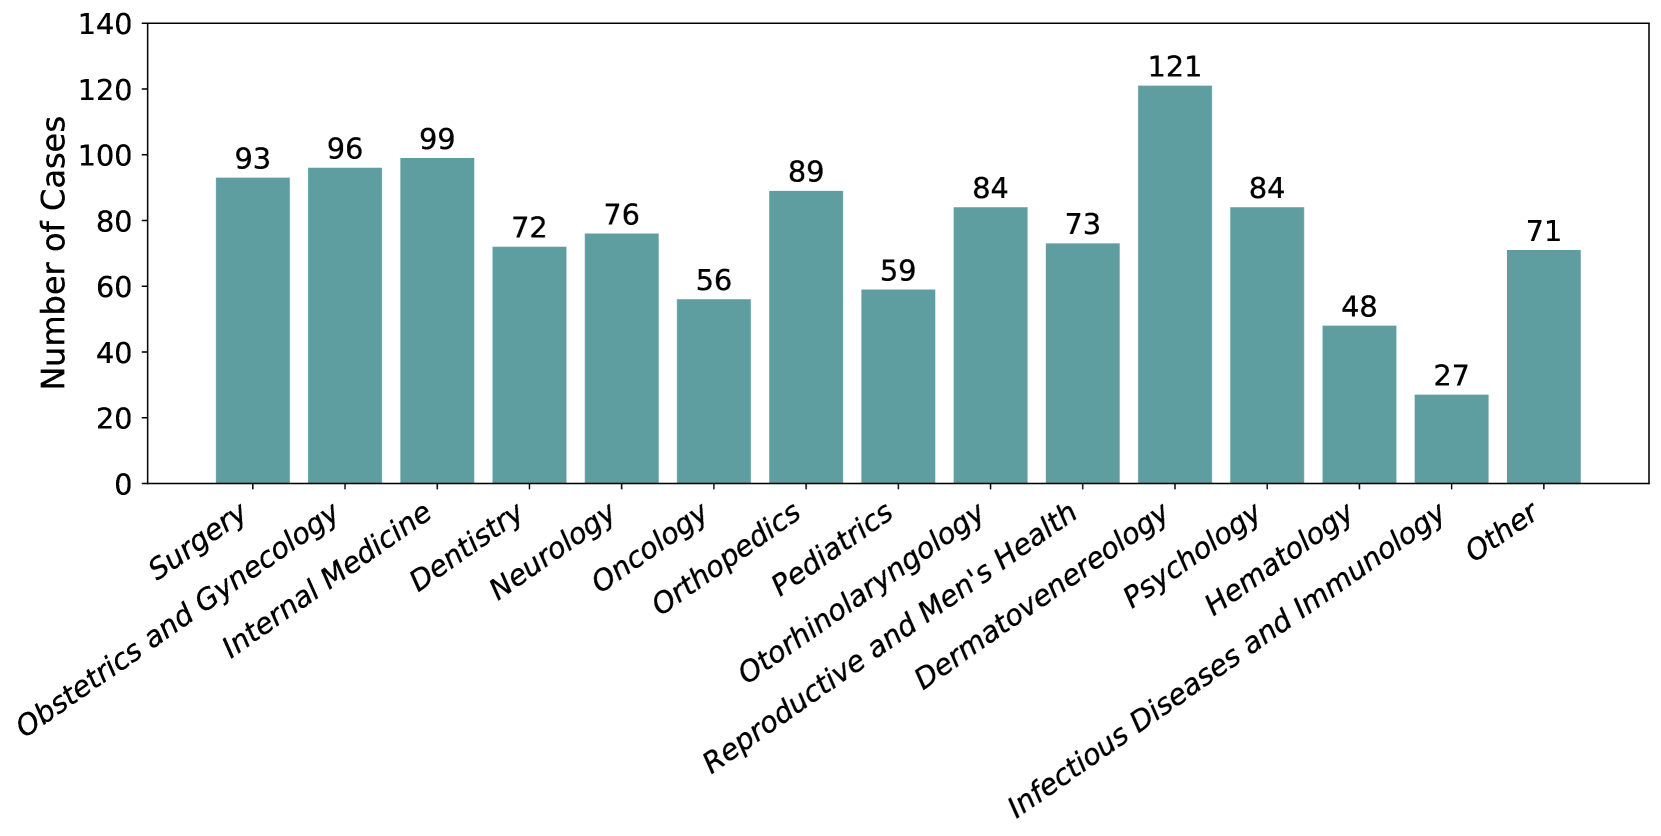 Number of Cases
140
120
100
80
60
40
20
0
93
96
99
72
76
56
89
59
84
73
121
84
48
27
71
Surgery
Obstetrics and Gynecology
Internal Medicine
Dentistry
Neurology
Oncology
Orthopedics
Pediatrics
Otorhinolaryngology
Reproductive and Men's Health
Dermatovenereology
Psychology
Hematology
Infectious Diseases and Immunology
Other